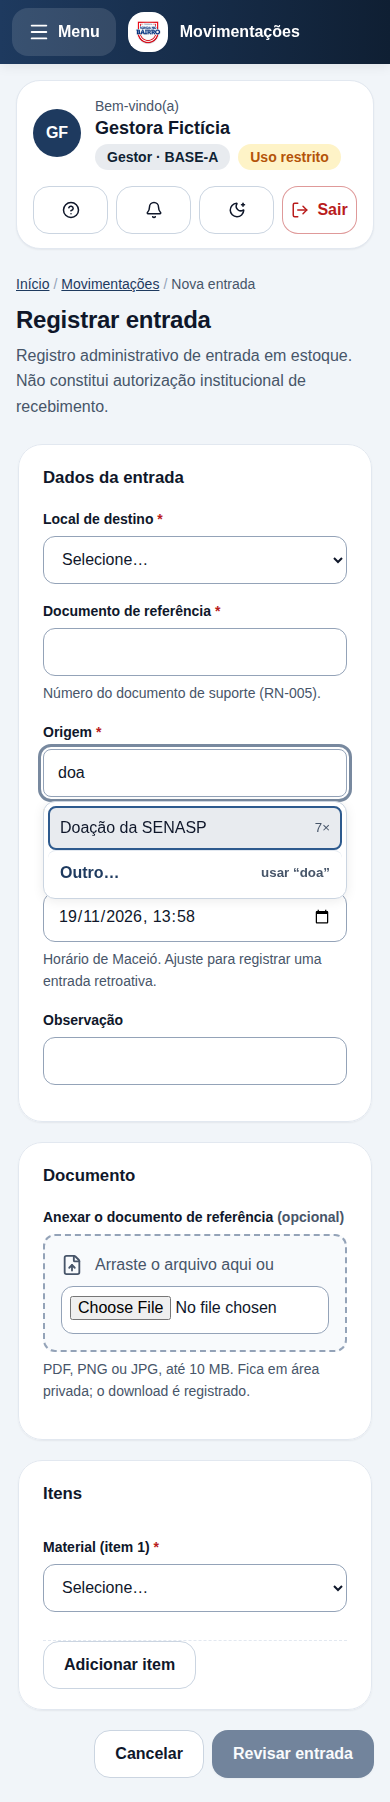 Menu
BAIRRO
Movimentações
GF
Bem-vindo(a)
Gestora Fictícia
Gestor · BASE-A
Uso restrito
Sair
Início / Movimentações / Nova entrada
Registrar entrada
Registro administrativo de entrada em estoque.
Não constitui autorização institucional de
recebimento.
Dados da entrada
Local de destino *
Selecione…
Documento de referência *
Número do documento de suporte (RN-005).
Origem *
doa
Doação da SENASP 7×
Outro… usar “doa”
19/11/2026, 13:58
Horário de Maceió. Ajuste para registrar uma
entrada retroativa.
Observação
Documento
Anexar o documento de referência (opcional)
Arraste o arquivo aqui ou
Choose File No file chosen
PDF, PNG ou JPG, até 10 MB. Fica em área
privada; o download é registrado.
Itens
Material (item 1) *
Selecione…
Adicionar item
Cancelar
Revisar entrada